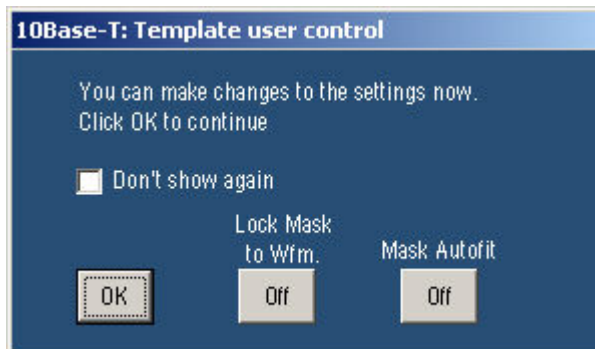 10Base-T: Template user control
You can make changes to the settings now.
Click OK to continue
Don't show again
Lock Mask
to Wfm.
Mask Autofit
OK
Off
Off